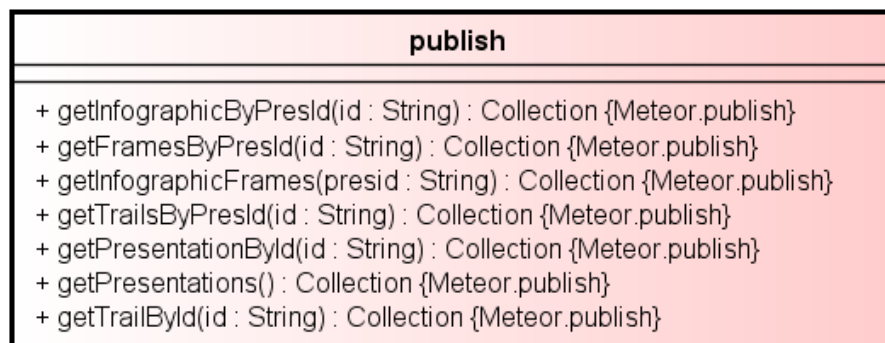 publish
+ getInfographicByPresId(id : String) : Collection {Meteor.publish}
+ getFramesByPresId(id : String) : Collection {Meteor.publish}
+ getInfographicFrames(presid : String) : Collection {Meteor.publish}
+ getTrailsByPresId(id : String) : Collection {Meteor.publish}
+ getPresentationById(id : String) : Collection {Meteor.publish}
+ getPresentations() : Collection {Meteor.publish}
+ getTrailById(id : String) : Collection {Meteor.publish}